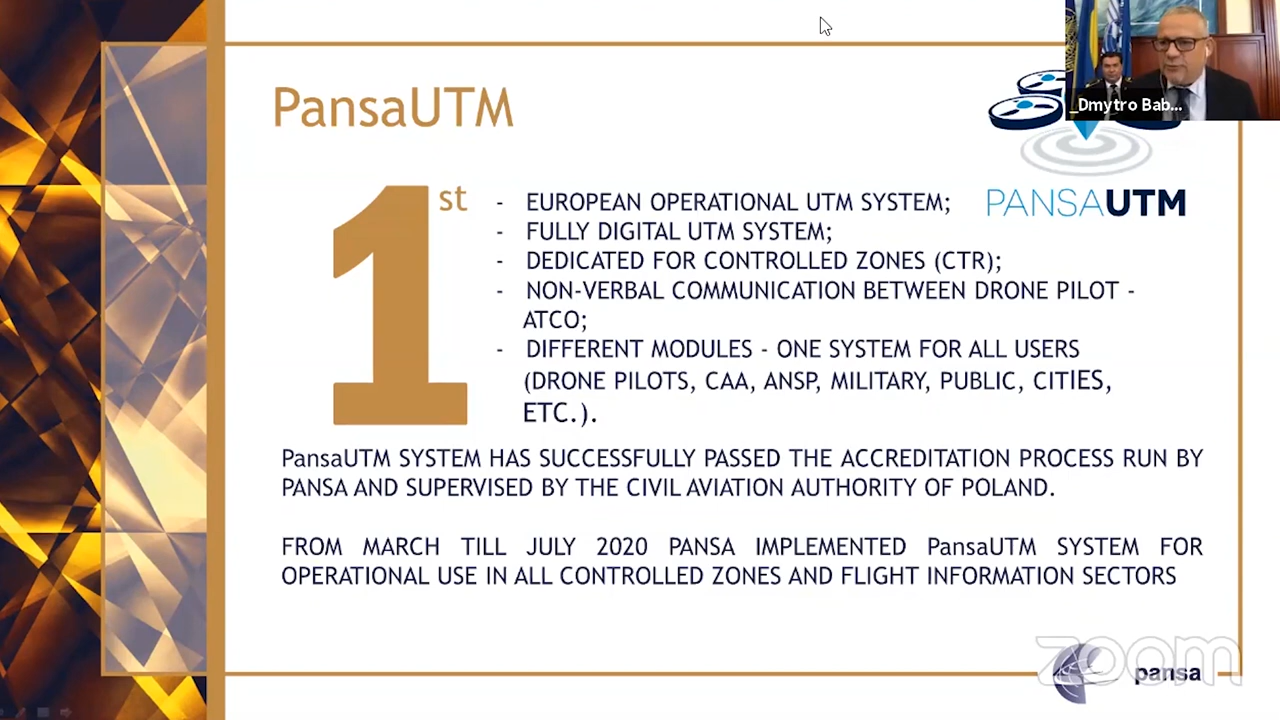 Dmytro Bab...
PansaUTM
1st
- EUROPEAN OPERATIONAL UTM SYSTEM;
- FULLY DIGITAL UTM SYSTEM;
- DEDICATED FOR CONTROLLED ZONES (CTR);
- NON-VERBAL COMMUNICATION BETWEEN DRONE PILOT -
ATCO;
- DIFFERENT MODULES - ONE SYSTEM FOR ALL USERS
(DRONE PILOTS, CAA, ANSP, MILITARY, PUBLIC, CITIES,
ETC.).
PANSAUTM
PansaUTM SYSTEM HAS SUCCESSFULLY PASSED THE ACCREDITATION PROCESS RUN BY
PANSA AND SUPERVISED BY THE CIVIL AVIATION AUTHORITY OF POLAND.
FROM MARCH TILL JULY 2020 PANSA IMPLEMENTED PansaUTM SYSTEM FOR
OPERATIONAL USE IN ALL CONTROLLED ZONES AND FLIGHT INFORMATION SECTORS
zoom
pansa